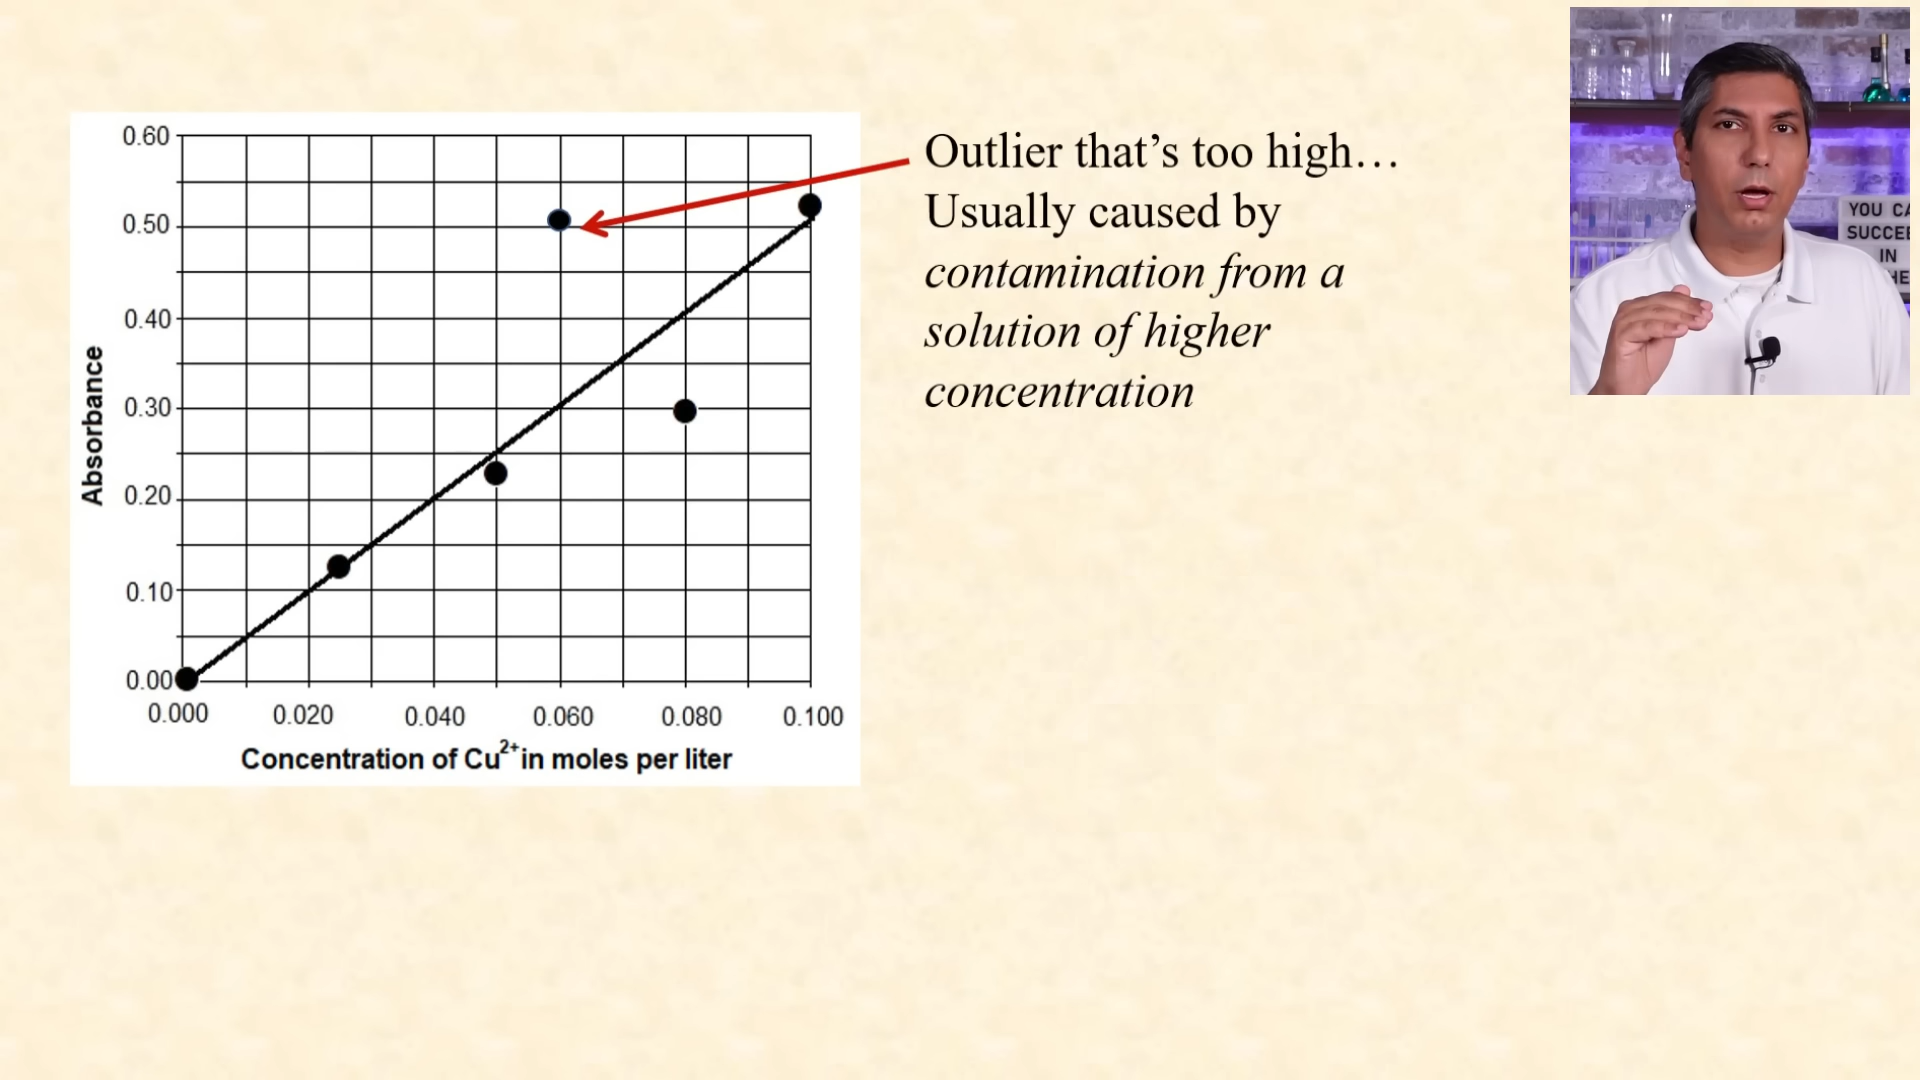 0.60
0.50
0.40
0.30
0.20
0.10
0.00
Absorbance
0.000 0.020 0.040 0.060 0.080 0.100
Concentration of Cu2+ in moles per liter
Outlier that’s too high…
Usually caused by
contamination from a
solution of higher
concentration
YOU CA
SUCCEE
IN
HE